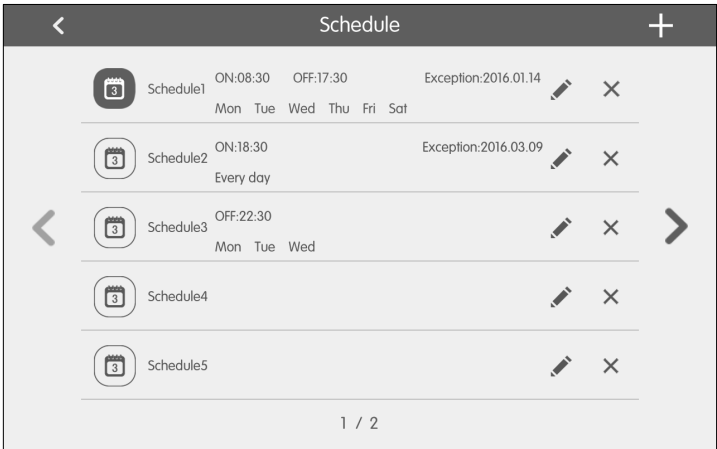 Schedule
Schedule1 ON:08:30 OFF:17:30 Exception:2016.01.14
Mon Tue Wed Thu Fri Sat
Schedule2 ON:18:30 Exception:2016.03.09
Every day
Schedule3 OFF:22:30
Mon Tue Wed
Schedule4
Schedule5
1 / 2